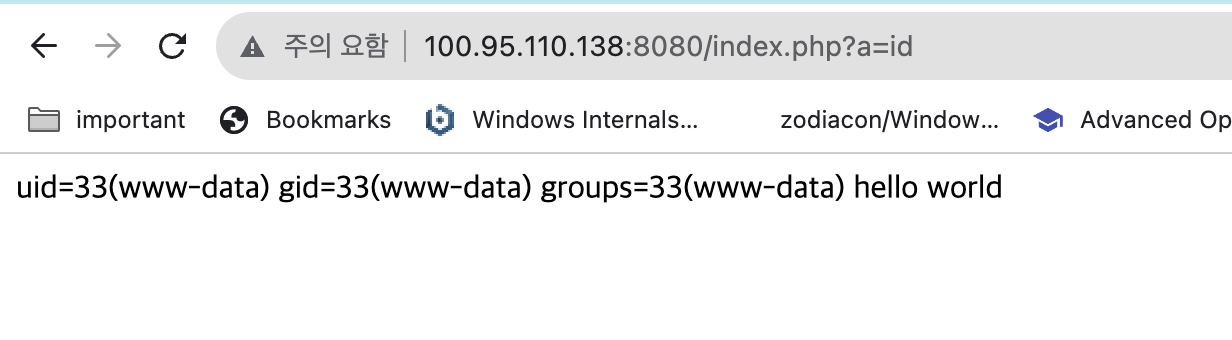 주의 요함 100.95.110.138:8080/index.php?a=id
important Bookmarks Windows Internals... zodiacon/Window... Advanced Op
uid=33(www-data) gid=33(www-data) groups=33(www-data) hello world